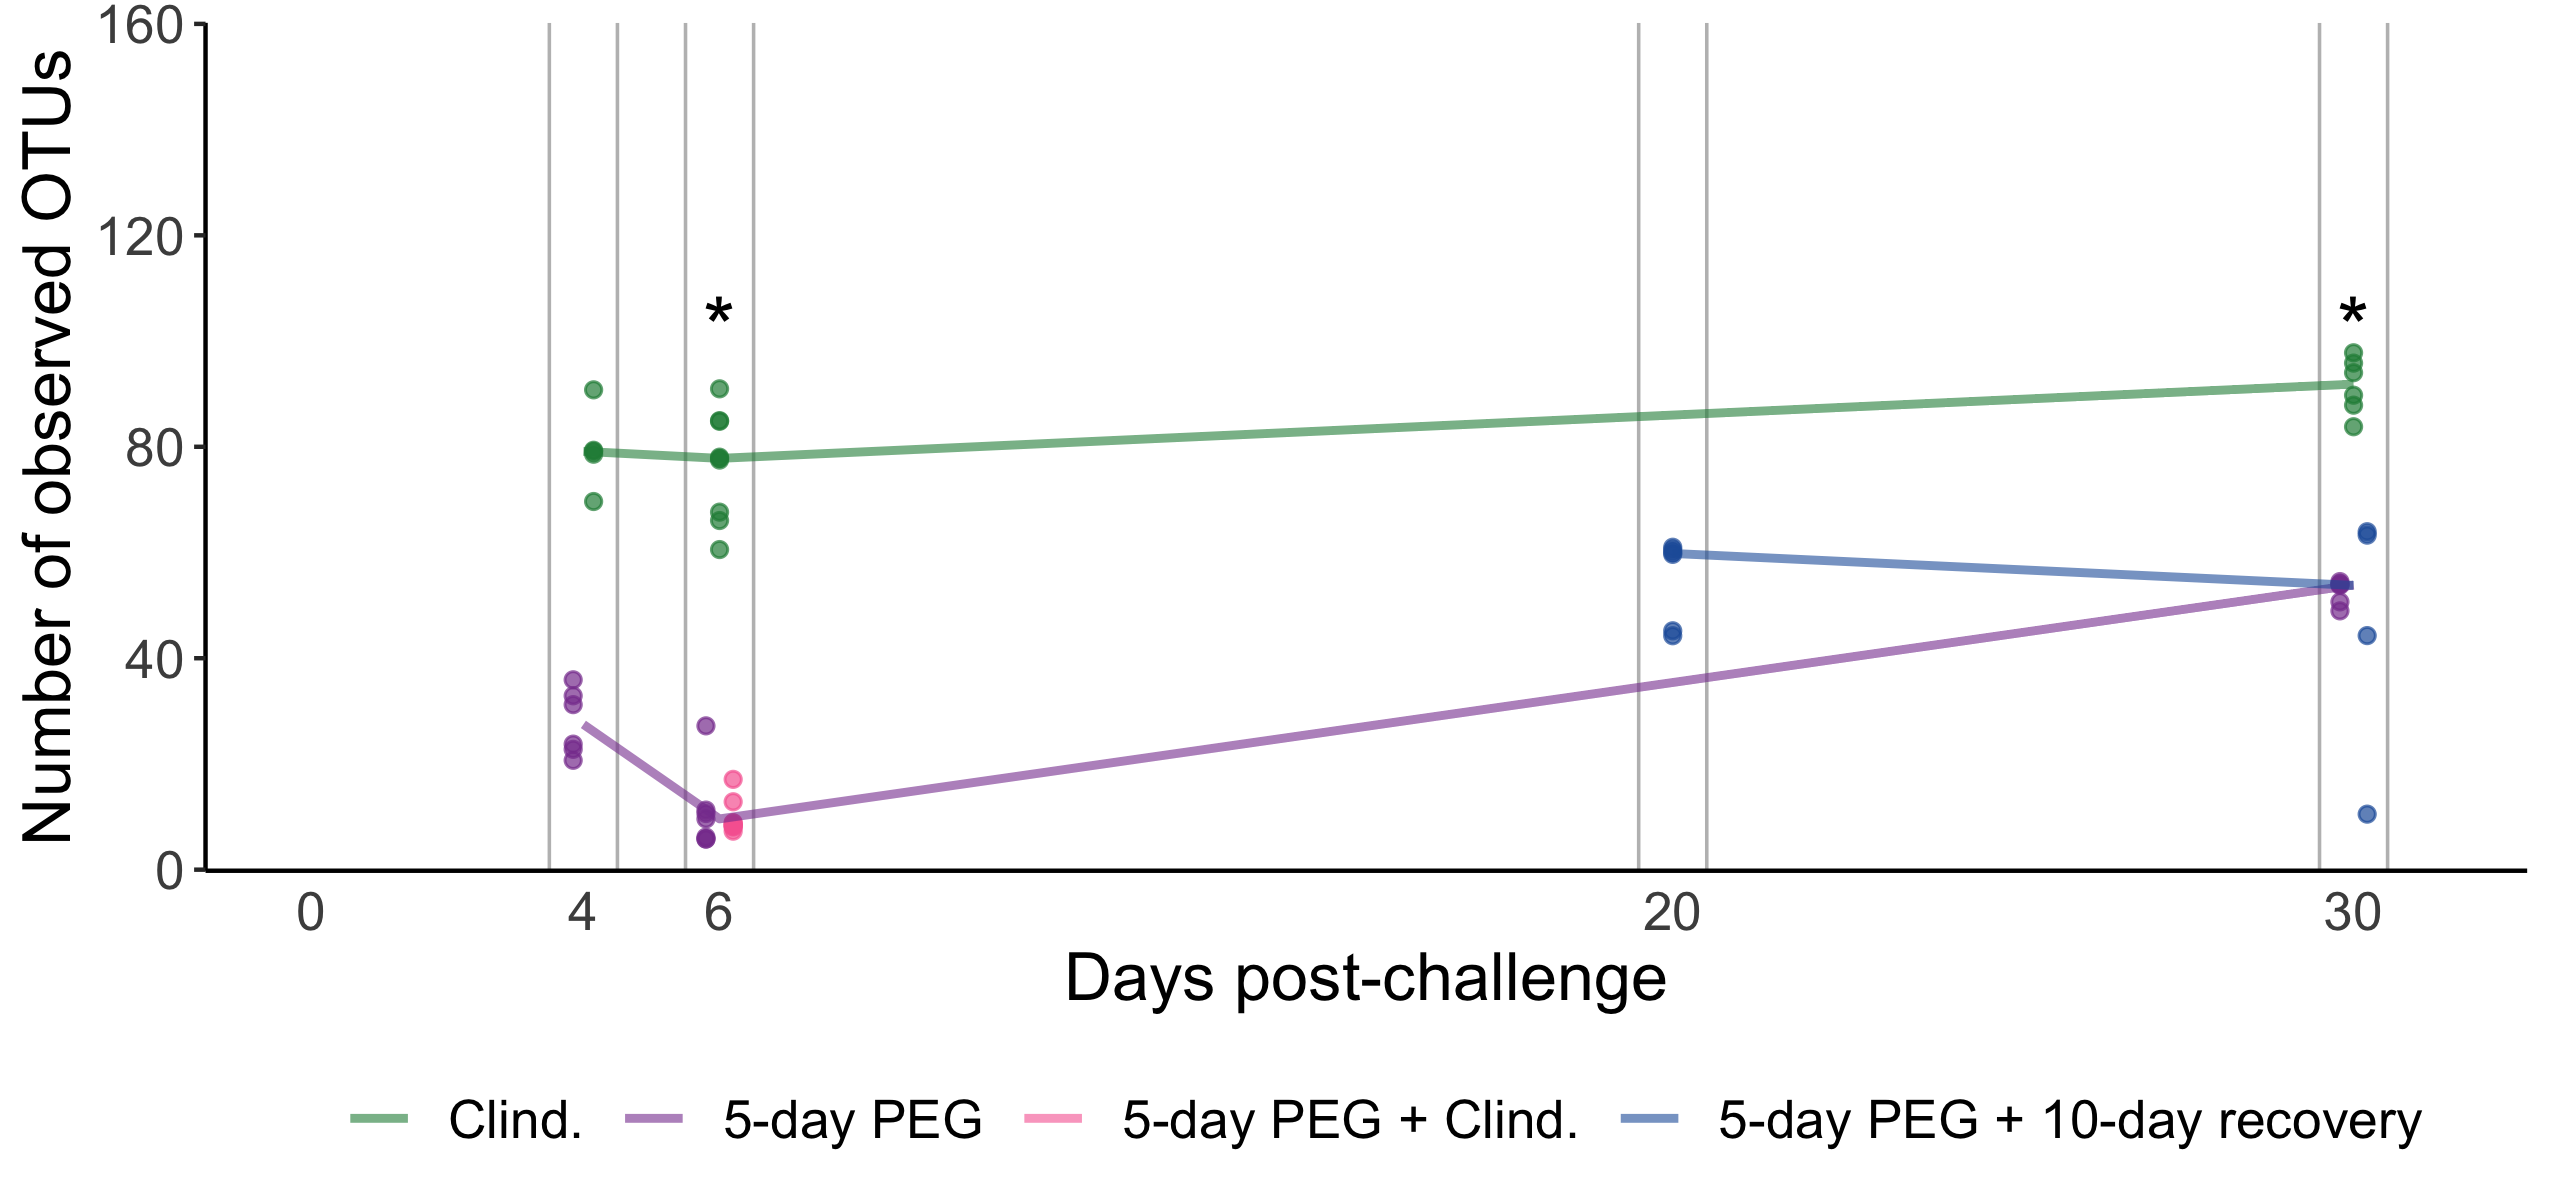 Number of observed OTUs
160
120
80
40
0
* *
0 4 6 20 30
Days post-challenge
Clind. 5-day PEG 5-day PEG + Clind. 5-day PEG + 10-day recovery